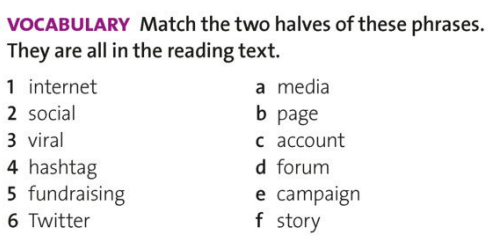 VOCABULARY Match the two halves of these phrases.
They are all in the reading text.
1 internet a media
2 social b page
3 viral c account
4 hashtag d forum
5 fundraising e campaign
6 Twitter f story